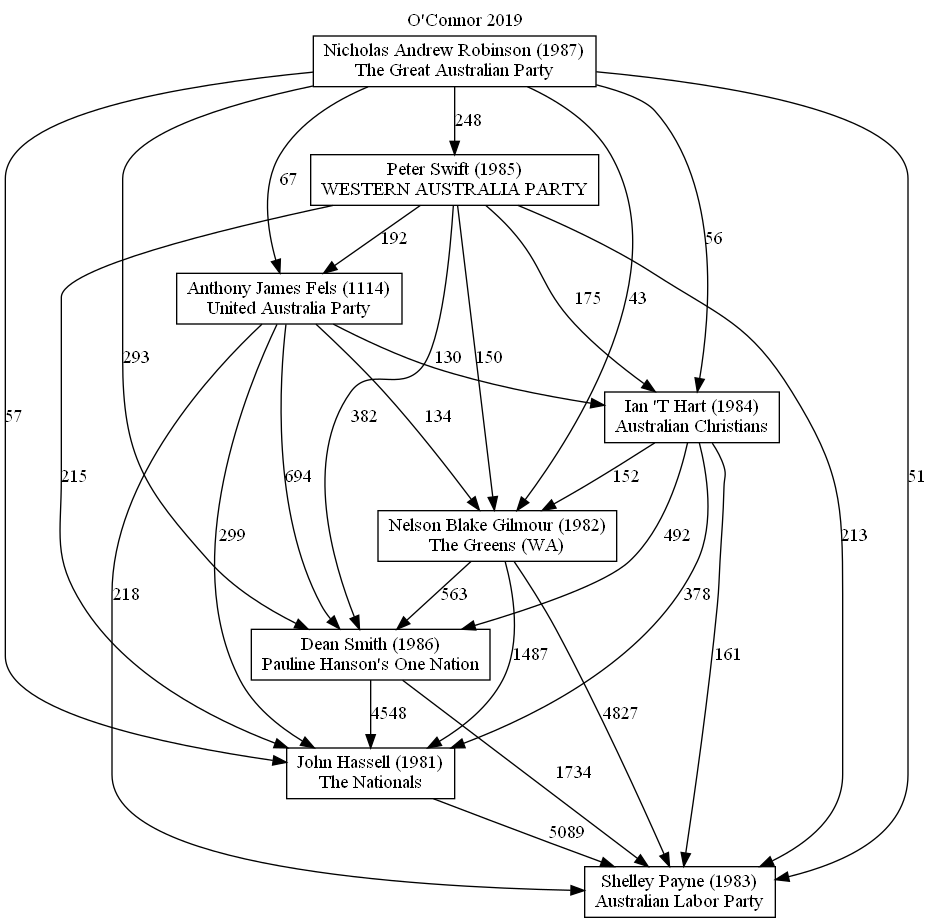 O'Connor 2019
Nicholas Andrew Robinson (1987)
The Great Australian Party
248
67
56
Peter Swift (1985)
WESTERN AUSTRALIA PARTY
192
Anthony James Fels (1114)
United Australia Party
175
43
293
130
150
57
382
134
Ian 'T Hart (1984)
Australian Christians
215
694
152
51
Nelson Blake Gilmour (1982)
The Greens (WA)
299
492
213
218
563
378
Dean Smith (1986)
Pauline Hanson's One Nation
1487
161
4548
4827
John Hassell (1981)
The Nationals
1734
5089
Shelley Payne (1983)
Australian Labor Party